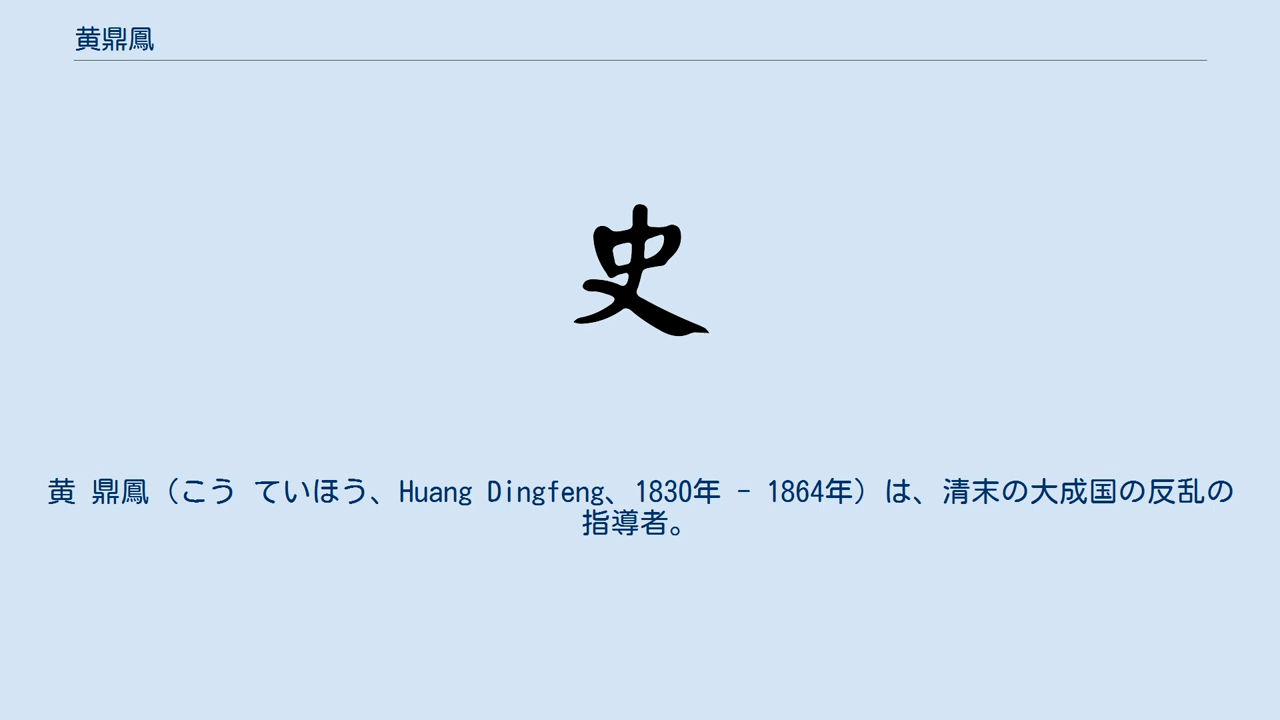 黄鼎鳳
史
黄 鼎鳳（こう ていほう、Huang Dingfeng、1830年 - 1864年）は、清末の大成国の反乱の
指導者。